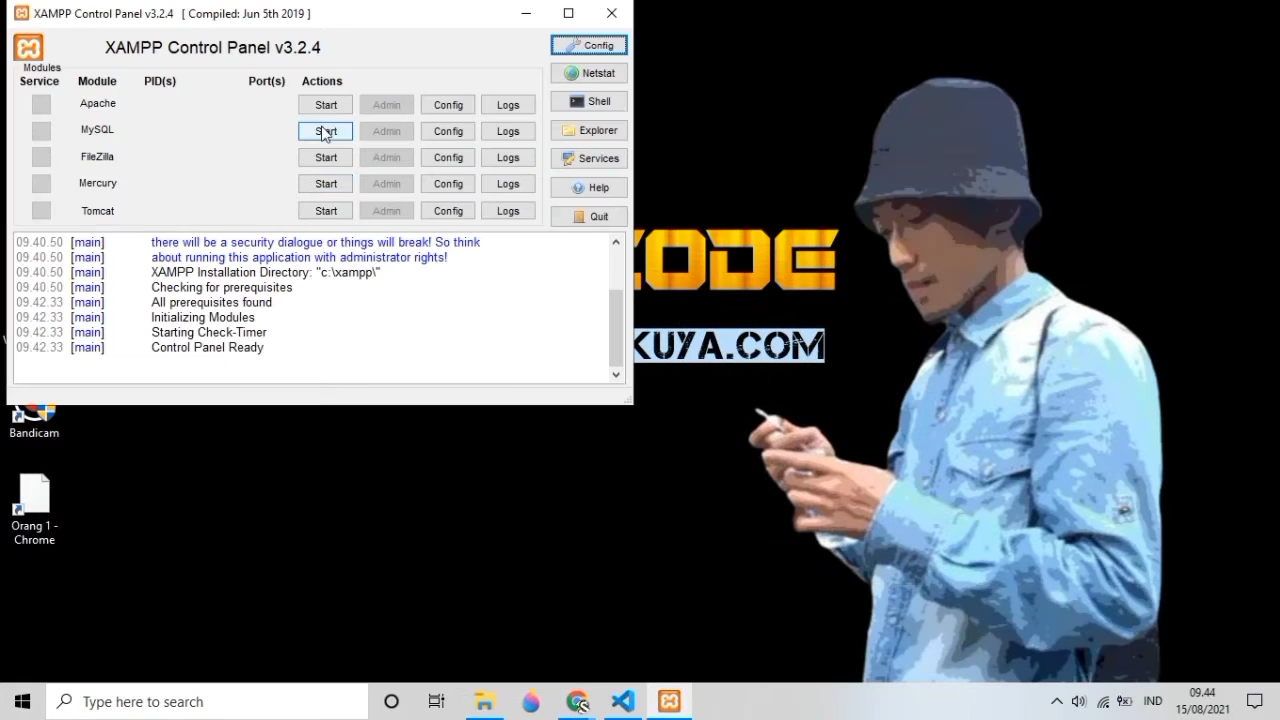 XAMPP Control Panel v3.2.4 [ Compiled: Jun 5th 2019 ]
XAMPP Control Panel v3.2.4
Config
Modules
Service Module PID(s) Port(s) Actions
Netstat
Apache Start Admin Config Logs
Shell
MySQL Start Admin Config Logs
Explorer
FileZilla Start Admin Config Logs
Services
Mercury Start Admin Config Logs
Help
Tomcat Start Admin Config Logs
Quit
09.40.50 [main] there will be a security dialogue or things will break! So think
09.40.50 [main] about running this application with administrator rights!
09.40.50 [main] XAMPP Installation Directory: "c:\xampp\"
09.40.50 [main] Checking for prerequisites
09.42.33 [main] All prerequisites found
09.42.33 [main] Initializing Modules
09.42.33 [main] Starting Check-Timer
09.42.33 [main] Control Panel Ready
ODE
KUYA.COM
Bandicam
Orang 1 -
Chrome
Type here to search
IND
09.44
15/08/2021